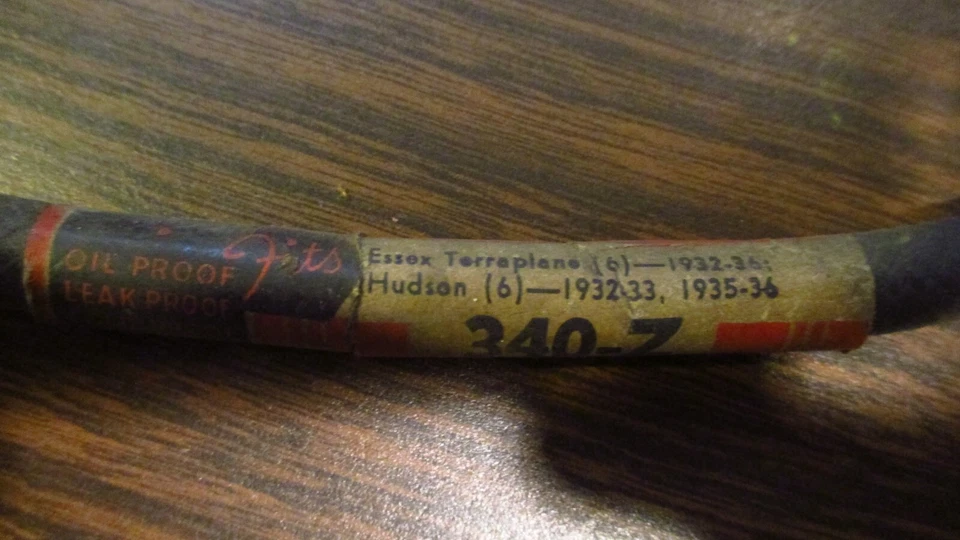 OIL PROOF
LEAK PROOF
Fits
Essex Terraplane (6)—1932-36;
Hudson (6)—1932-33, 1935-36
340-Z